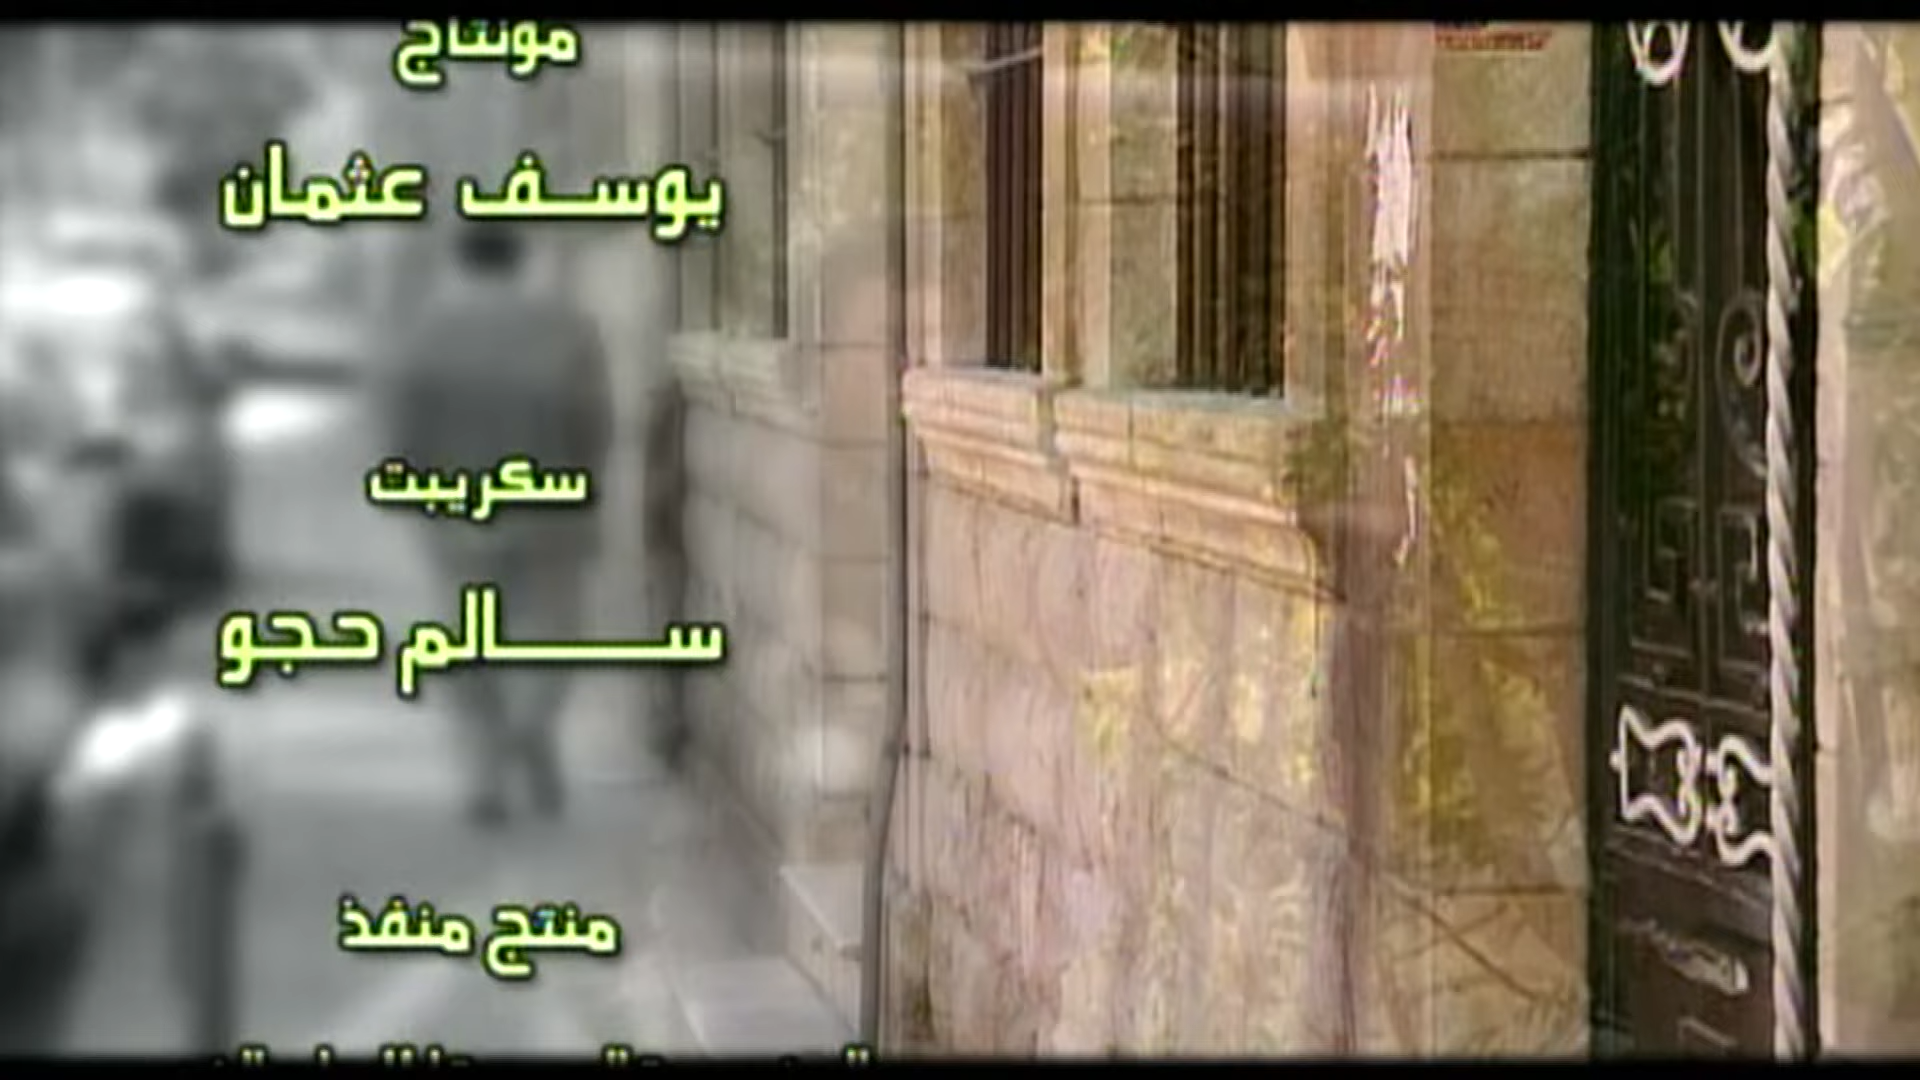 مونتاج
يوسف عثمان
سكريبت
سالم حجو
منتج منفذ